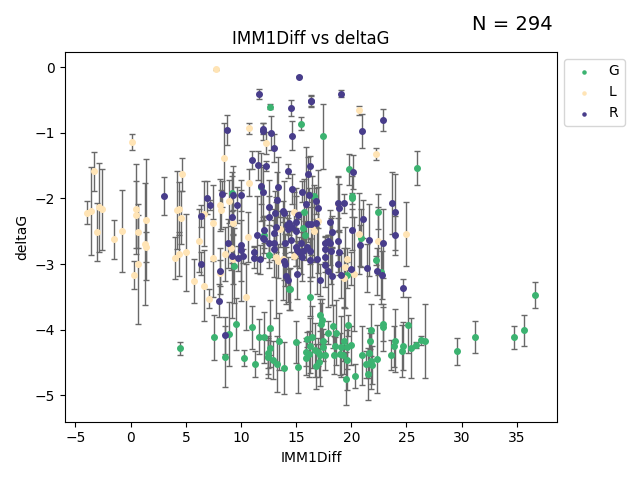 N = 294
IMM1Diff vs deltaG
G
L
R
deltaG
0
−1
−2
−3
−4
−5
−5 0 5 10 15 20 25 30 35
IMM1Diff